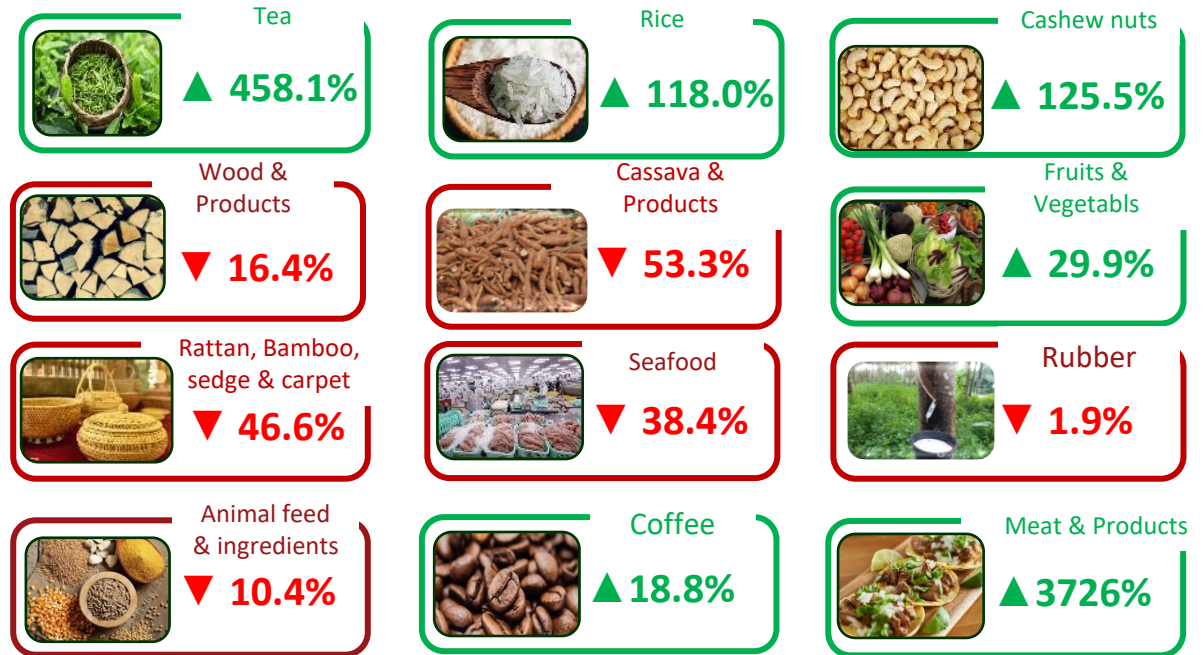 Tea
▲ 458.1%
Rice
▲ 118.0%
Cashew nuts
▲ 125.5%
Wood &
Products
▼ 16.4%
Cassava &
Products
▼ 53.3%
Fruits &
Vegetabls
▲ 29.9%
Rattan, Bamboo,
sedge & carpet
▼ 46.6%
Seafood
▼ 38.4%
Rubber
▼ 1.9%
Animal feed
& ingredients
▼ 10.4%
Coffee
▲ 18.8%
Meat & Products
▲ 3726%